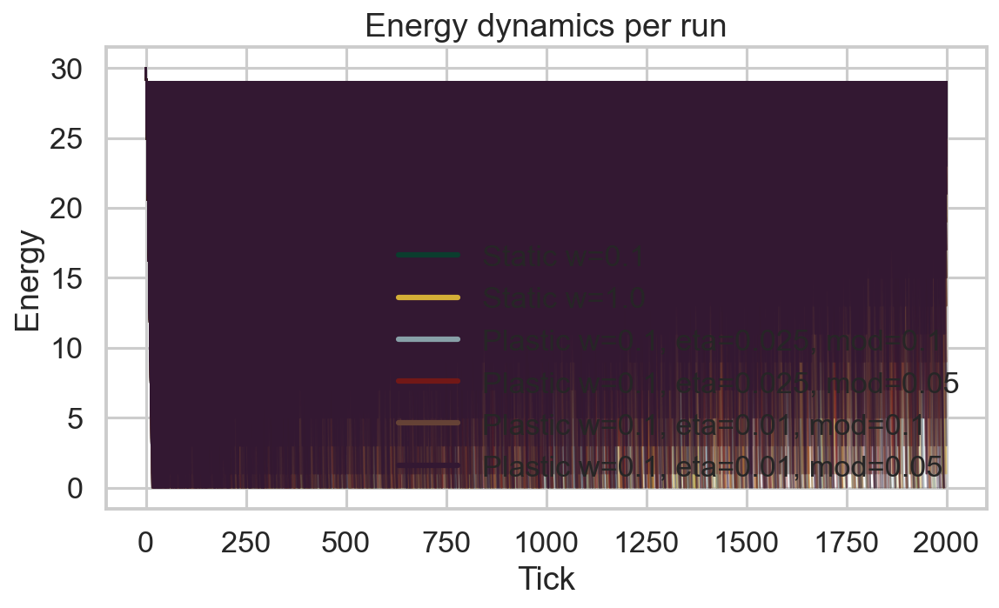 Energy dynamics per run
30
25
20
15
10
5
0
Energy
Static w=0.1
Static w=1.0
Plastic w=0.1, eta=0.025, mod=0.1
Plastic w=0.1, eta=0.025, mod=0.05
Plastic w=0.1, eta=0.01, mod=0.1
Plastic w=0.1, eta=0.01, mod=0.05
0 250 500 750 1000 1250 1500 1750 2000
Tick